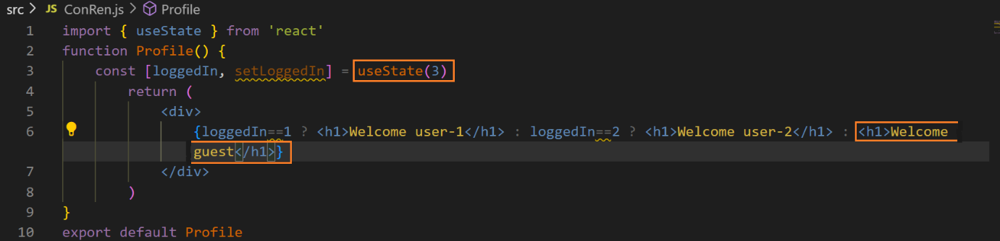 src > JS ConRen.js > Profile
1 import { useState } from 'react'
2 function Profile() {
3 const [loggedIn, setLoggedIn] = useState(3)
4 return (
5 <div>
6 {loggedIn==1 ? <h1>Welcome user-1</h1> : loggedIn==2 ? <h1>Welcome user-2</h1> : <h1>Welcome
guest</h1>}
7 </div>
8 )
9 }
10 export default Profile